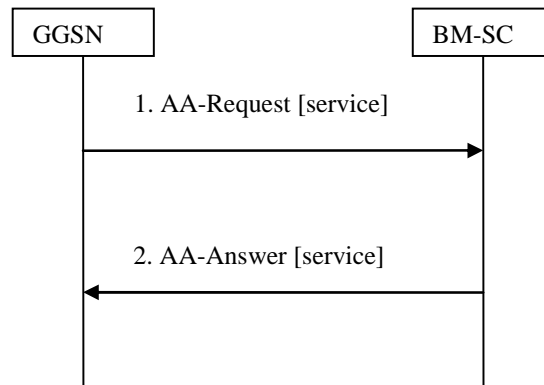 GGSN
BM-SC
1. AA-Request [service]
2. AA-Answer [service]